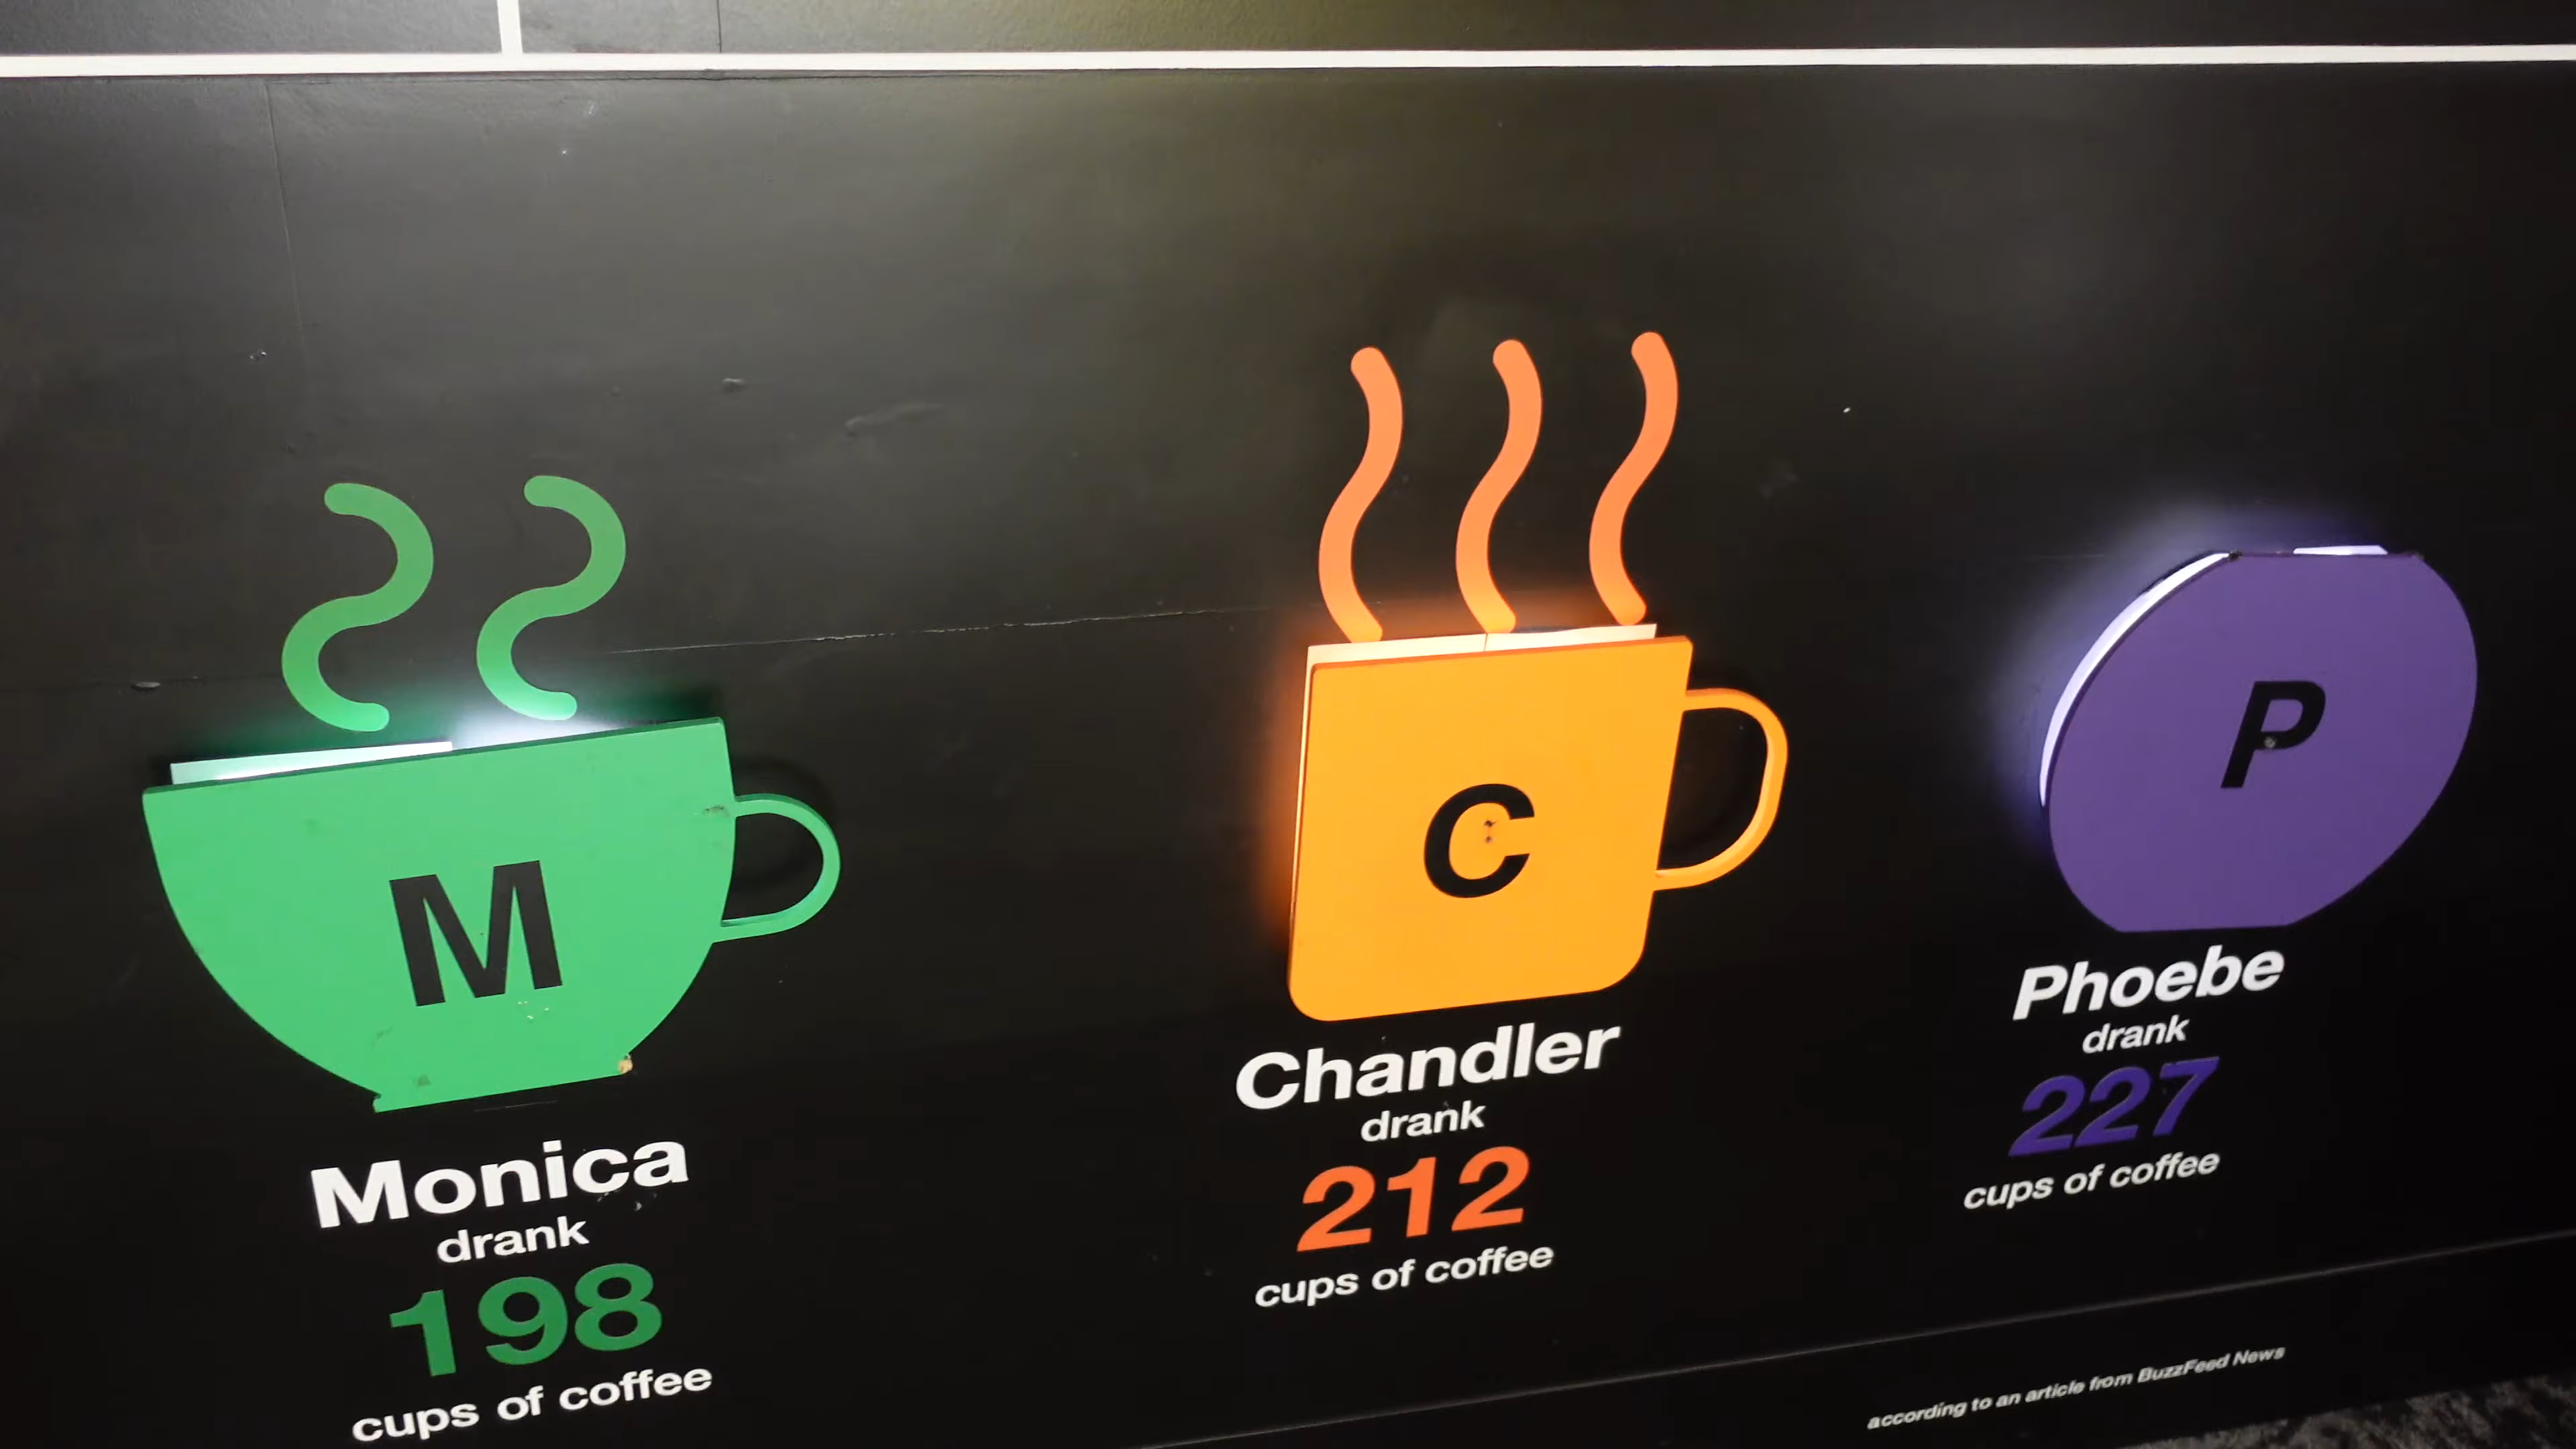 M
Monica
drank
198
cups of coffee
C
Chandler
drank
212
cups of coffee
P
Phoebe
drank
227
cups of coffee
according to an article from BuzzFeed News